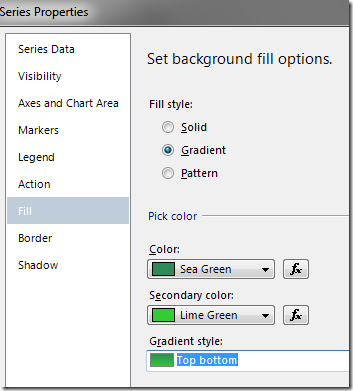 Series Properties
Series Data
Visibility
Axes and Chart Area
Markers
Legend
Action
Fill
Border
Shadow
Set background fill options.
Fill style:
Solid
Gradient
Pattern
Pick color
Color:
Sea Green
fx
Secondary color:
Lime Green
fx
Gradient style:
Top bottom